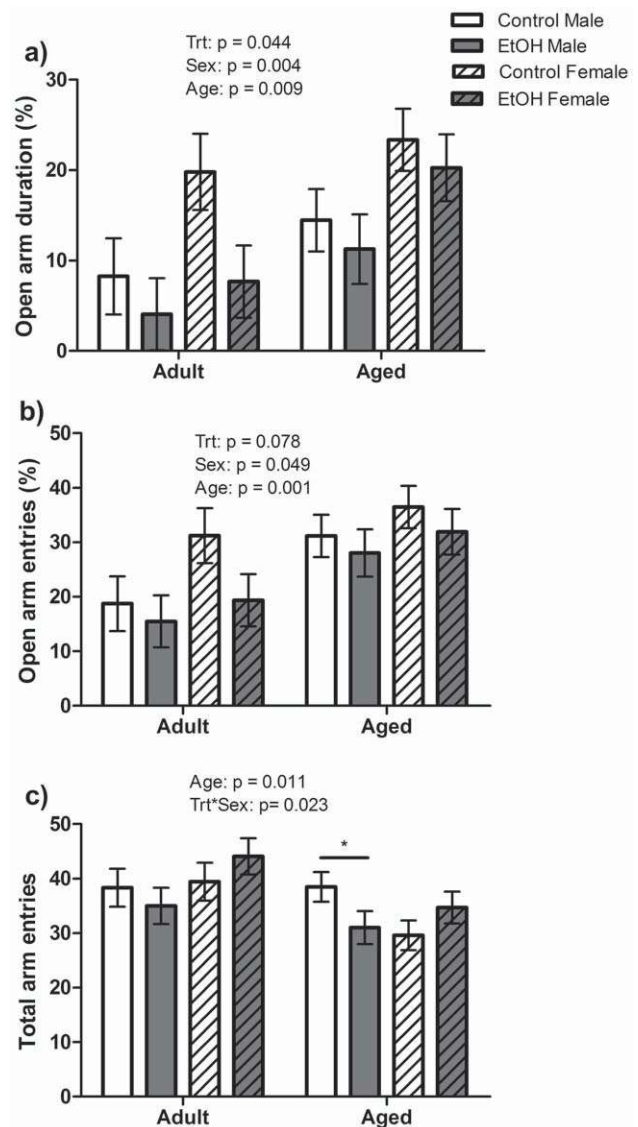 Control Male
EtOH Male
Control Female
EtOH Female
a)
Trt: p = 0.044
Sex: p = 0.004
Age: p = 0.009
Open arm duration (%)
30
20
10
0
Adult
Aged
b)
Trt: p = 0.078
Sex: p = 0.049
Age: p = 0.001
Open arm entries (%)
50
40
30
20
10
0
Adult
Aged
c)
Age: p = 0.011
Trt*Sex: p= 0.023
Total arm entries
50
40
30
20
10
0
*
Adult
Aged